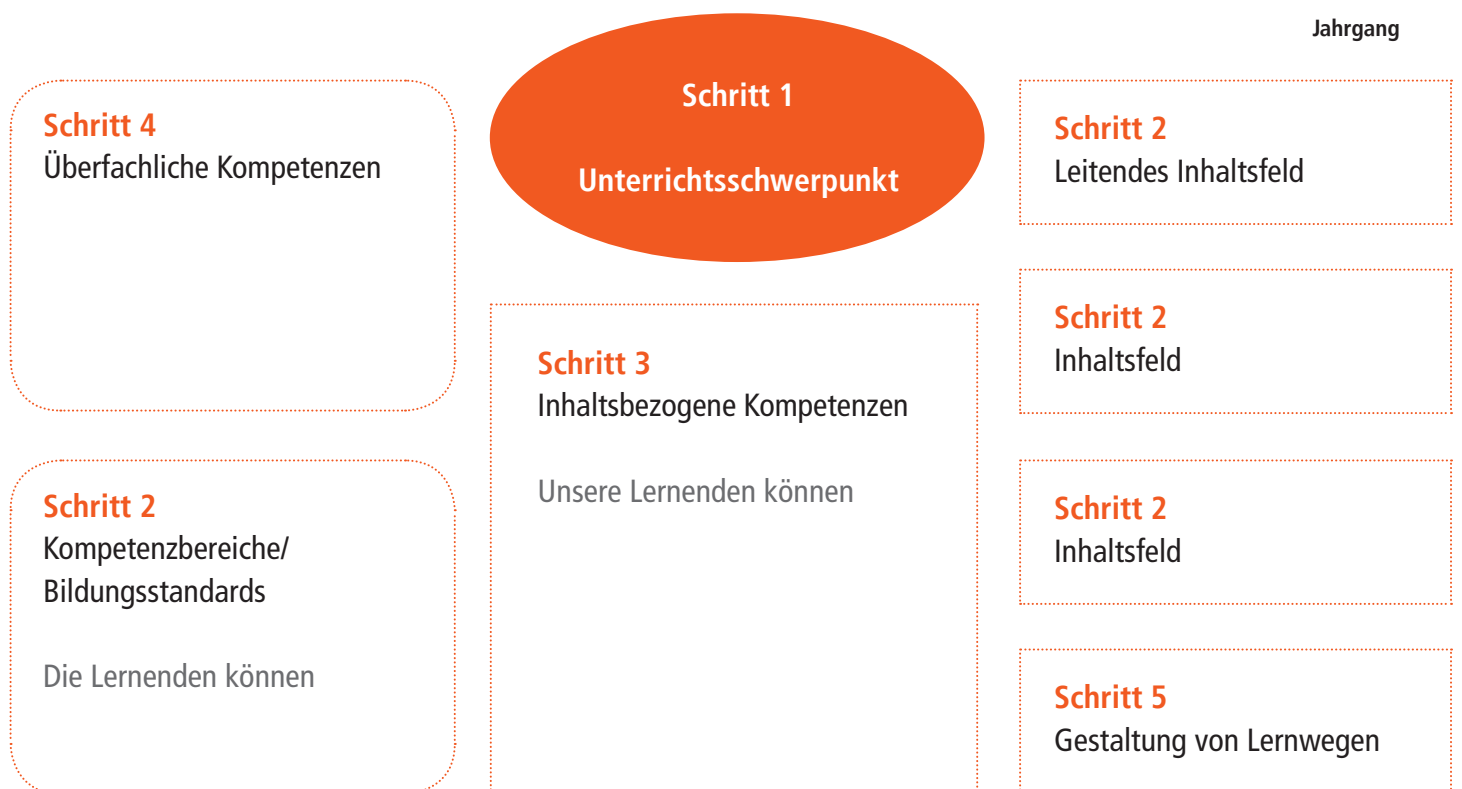 Jahrgang
Schritt 4
Überfachliche Kompetenzen
Schritt 2
Kompetenzbereiche/
Bildungsstandards
Die Lernenden können
Schritt 1
Unterrichtsschwerpunkt
Schritt 3
Inhaltsbezogene Kompetenzen
Unsere Lernenden können
Schritt 2
Leitendes Inhaltsfeld
Schritt 2
Inhaltsfeld
Schritt 2
Inhaltsfeld
Schritt 5
Gestaltung von Lernwegen